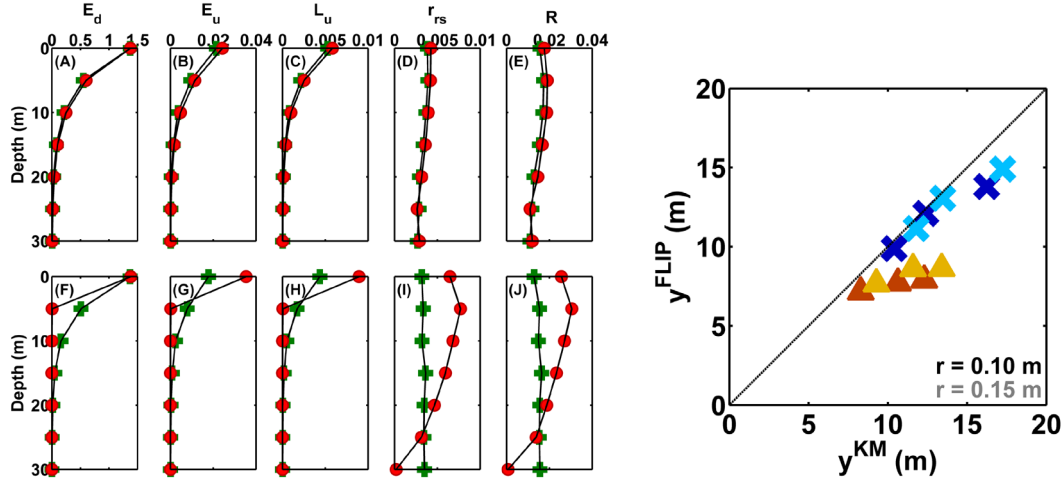 E_d E_u L_u r_rs R
0 0.5 1 1.5 0 0.02 0.04 0 0.005 0.01 0 0.005 0.01 0 0.02 0.04
0
(A) (B) (C) (D) (E)
10
20
30
Depth (m)
0
(F) (G) (H) (I) (J)
10
20
30
Depth (m)
20
15
10
5
0
y^FLIP (m)
r = 0.10 m
r = 0.15 m
0 5 10 15 20
y^KM (m)